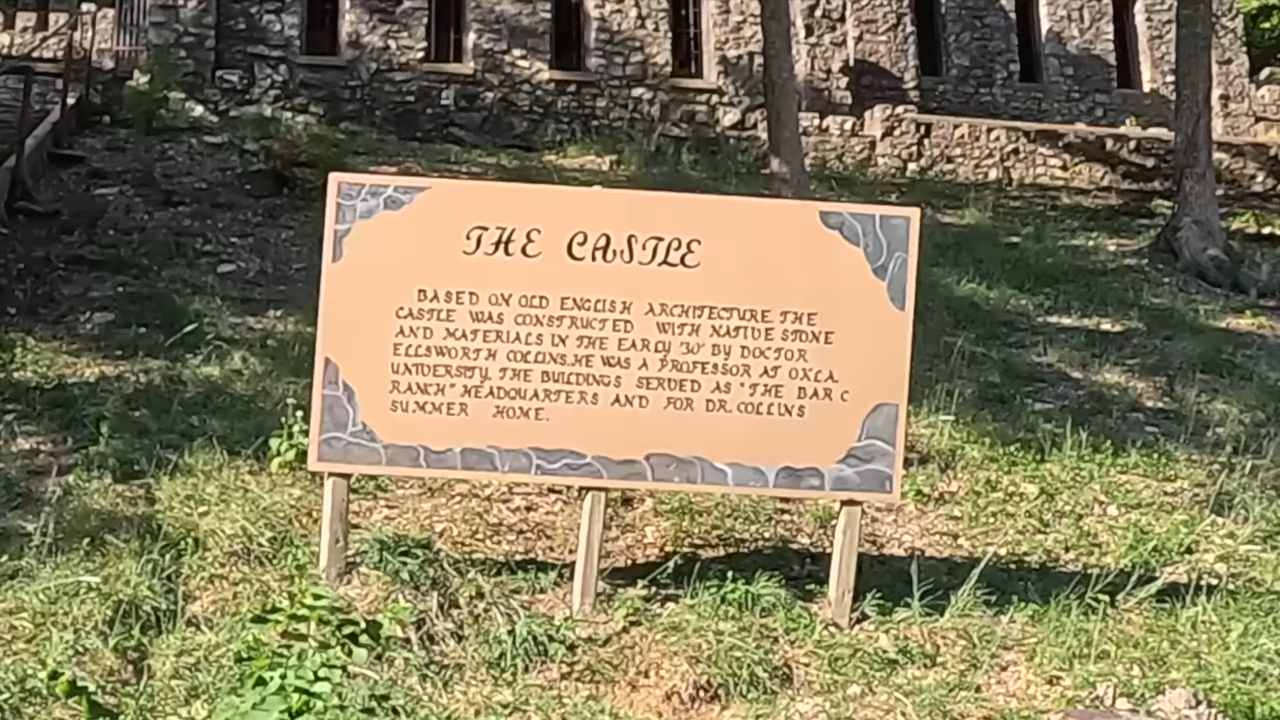 THE CASTLE
BASED ON OLD ENGLISH ARCHITECTURE THE
CASTLE WAS CONSTRUCTED WITH NATIVE STONE
AND MATERIALS IN THE EARLY '30' BY DOCTOR
ELLSWORTH COLLINS.HE WAS A PROFESSOR AT OKLA.
UNIVERSITY. THE BUILDINGS SERVED AS "THE BAR C
RANCH" HEADQUARTERS AND FOR DR. COLLINS
SUMMER HOME.